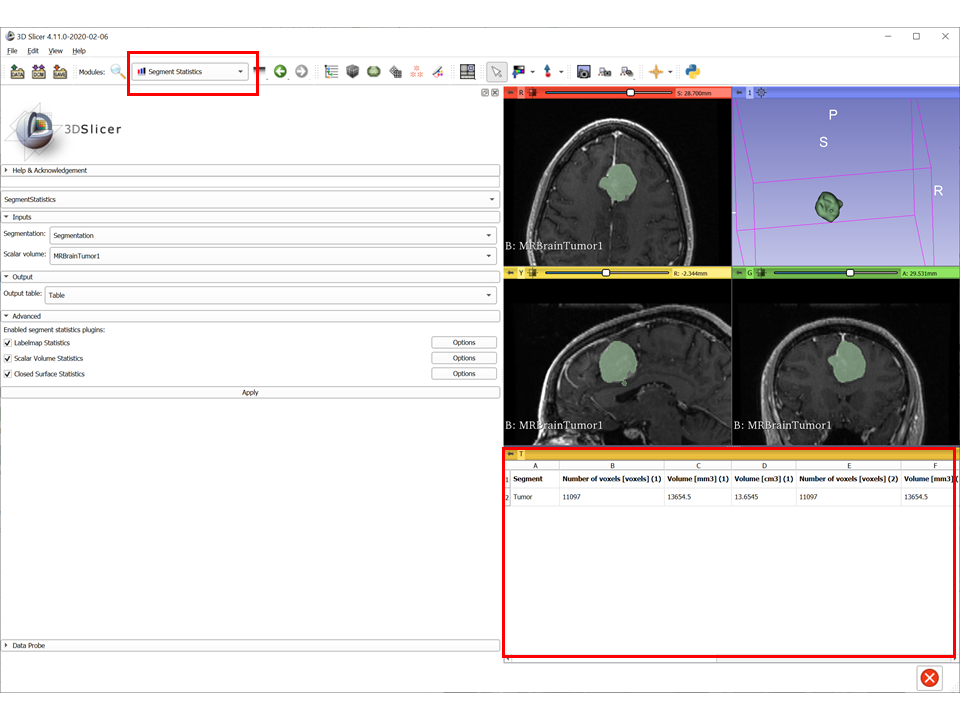 3D Slicer 4.11.0-2020-02-06
File Edit View Help
DATA DCM SAVE Modules: Segment Statistics
3DSlicer
Help & Acknowledgement
SegmentStatistics
Inputs
Segmentation: Segmentation
Scalar volume: MRBrainTumor1
Output
Output table: Table
Advanced
Enabled segment statistics plugins:
Labelmap Statistics Options
Scalar Volume Statistics Options
Closed Surface Statistics Options
Apply
Data Probe
R S: 28.700mm
B: MRBrainTumor1
1
P
S
R
Y R: -2.344mm
B: MRBrainTumor1
G A: 29.531mm
B: MRBrainTumor1
T
A B C D E F
1 Segment Number of voxels [voxels] (1) Volume [mm3] (1) Volume [cm3] (1) Number of voxels [voxels] (2) Volume [mm3] (
2 Tumor 11097 13654.5 13.6545 11097 13654.5